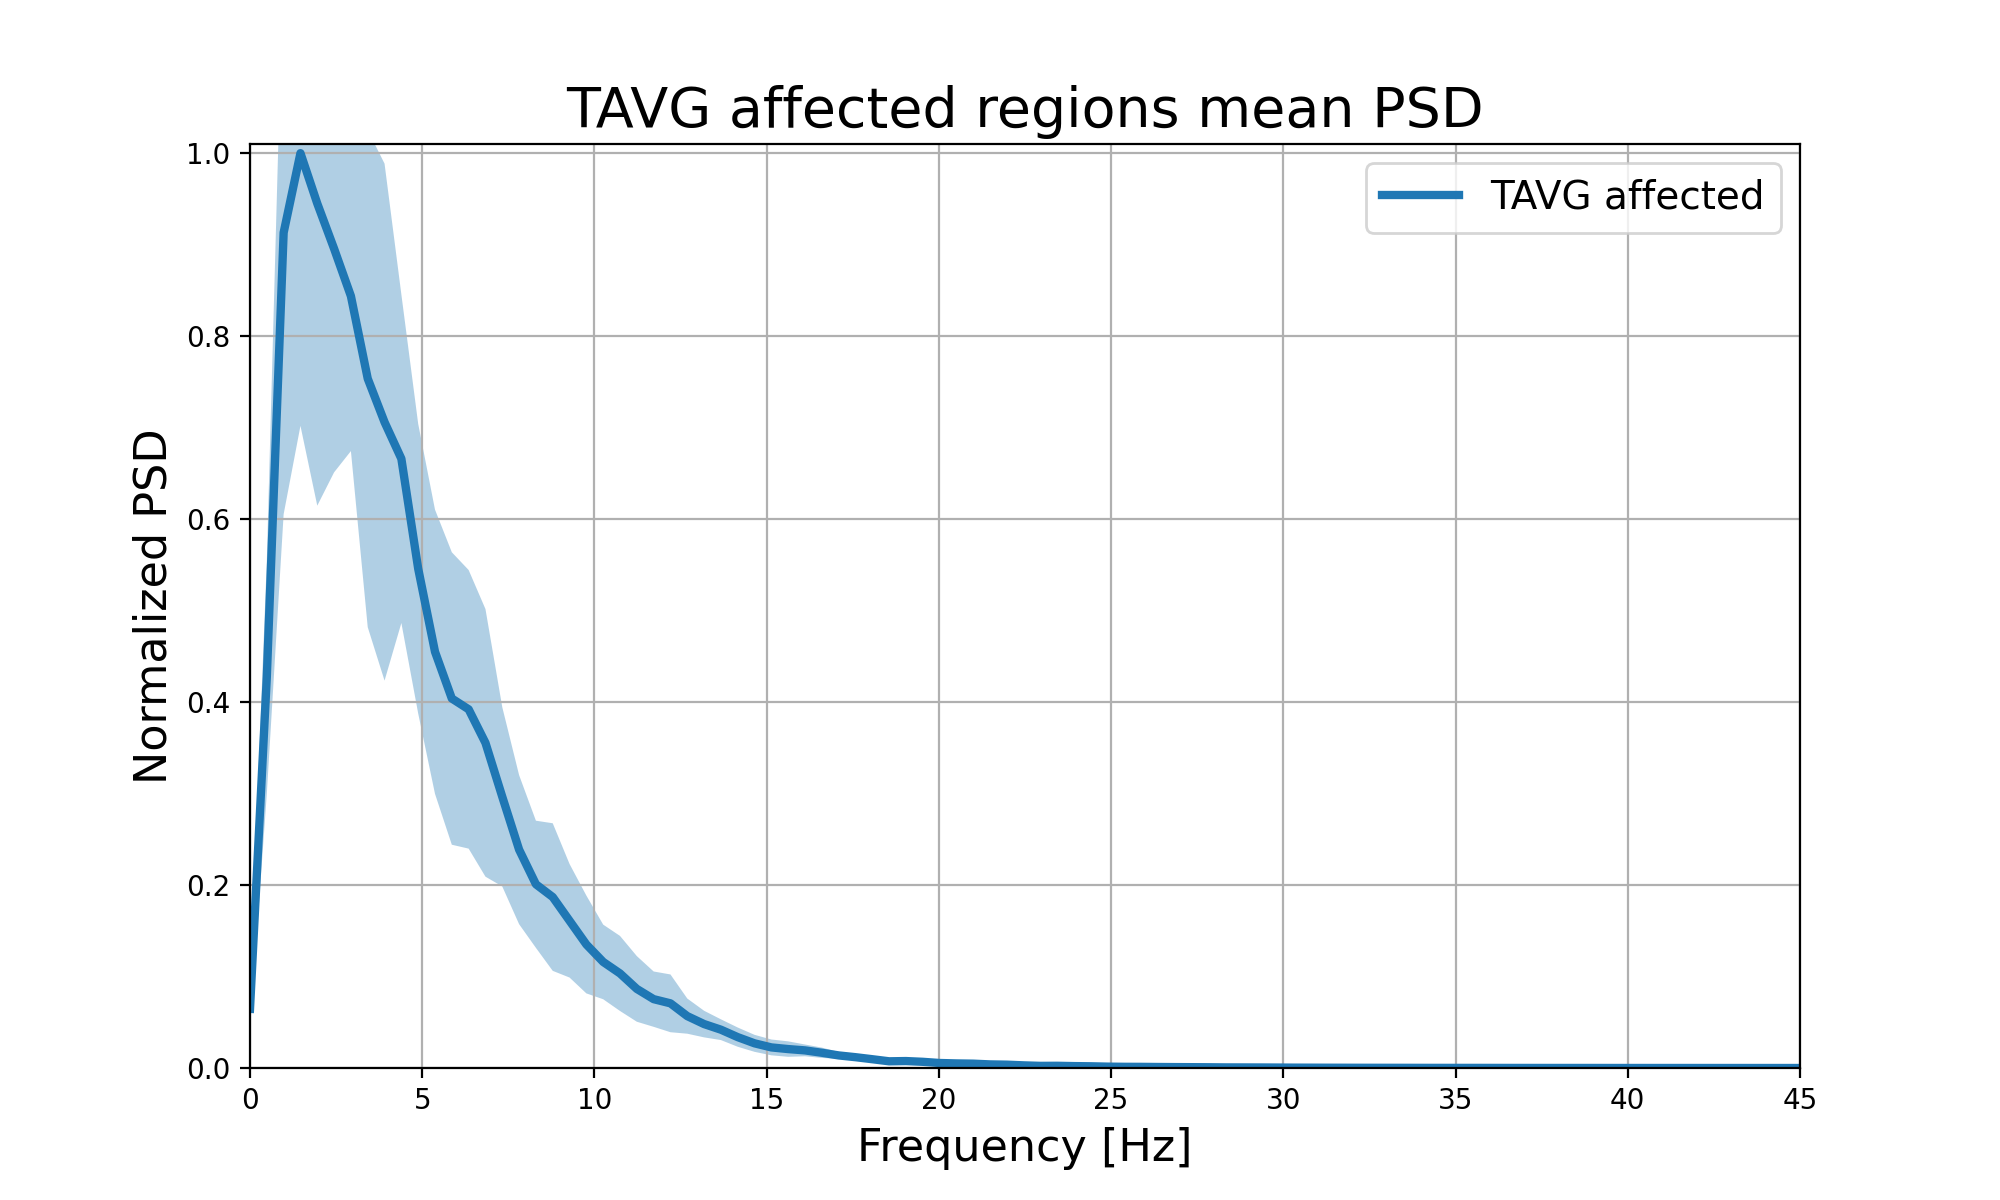 TAVG affected regions mean PSD
TAVG affected
Normalized PSD
1.0
0.8
0.6
0.4
0.2
0.0
0 5 10 15 20 25 30 35 40 45
Frequency [Hz]